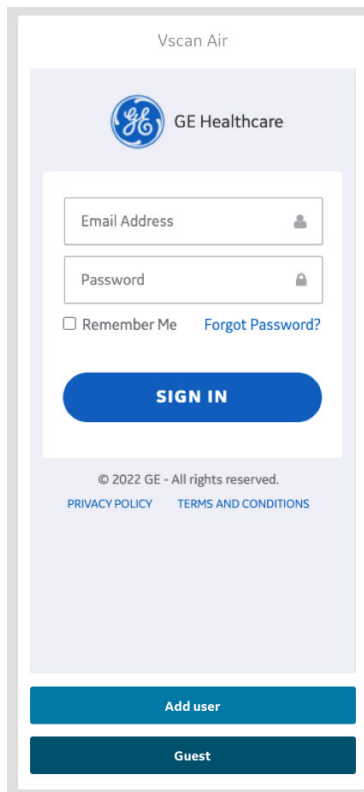 Vscan Air
GE Healthcare
Email Address
Password
Remember Me Forgot Password?
SIGN IN
© 2022 GE - All rights reserved.
PRIVACY POLICY TERMS AND CONDITIONS
Add user
Guest